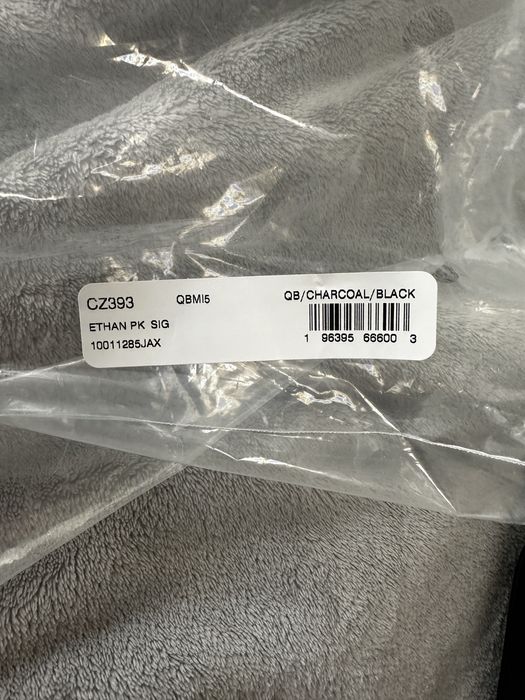 CZ393 QBMI5 QB/CHARCOAL/BLACK
ETHAN PK SIG
10011285JAX
1 96395 66600 3